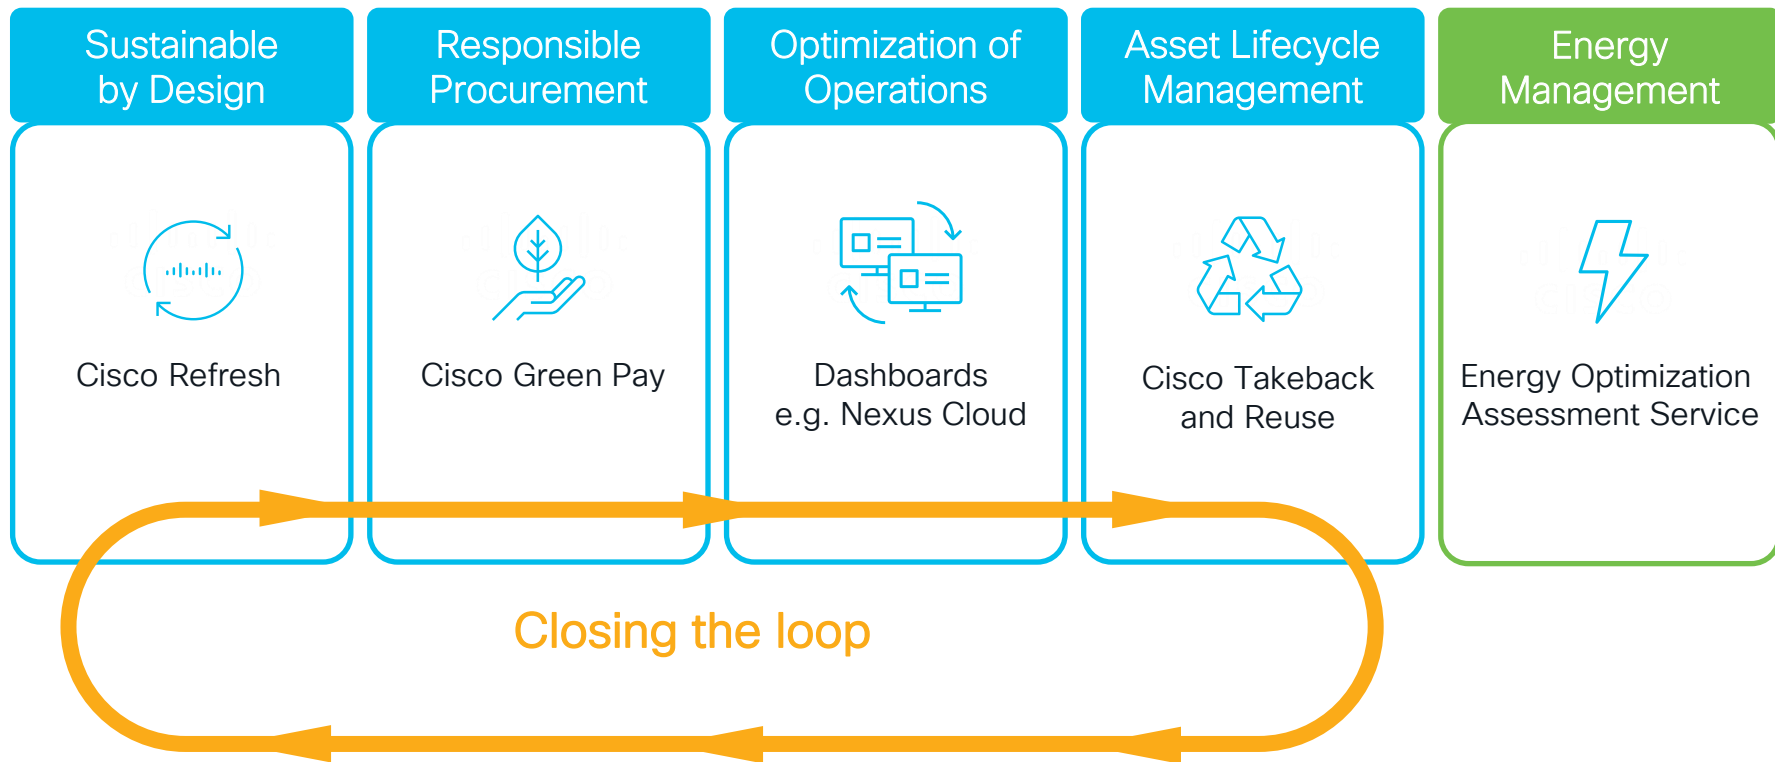 Sustainable
by Design
Responsible
Procurement
Optimization of
Operations
Asset Lifecycle
Management
Energy
Management
Cisco Refresh
Cisco Green Pay
Dashboards
e.g. Nexus Cloud
Cisco Takeback
and Reuse
Energy Optimization
Assessment Service
Closing the loop